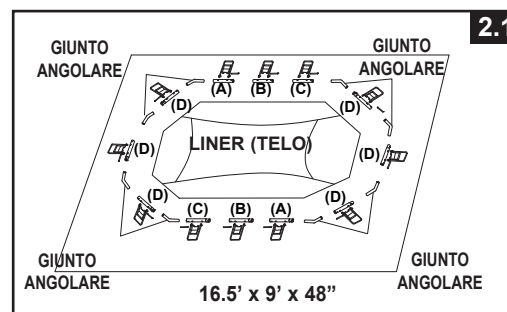 2.1
GIUNTO
ANGOLARE
GIUNTO
ANGOLARE
(A) (B) (C)
(D) (D)
LINER (TELO)
(D) (D)
(D) (D)
(C) (B) (A)
GIUNTO
ANGOLARE
GIUNTO
ANGOLARE
16.5' x 9' x 48”